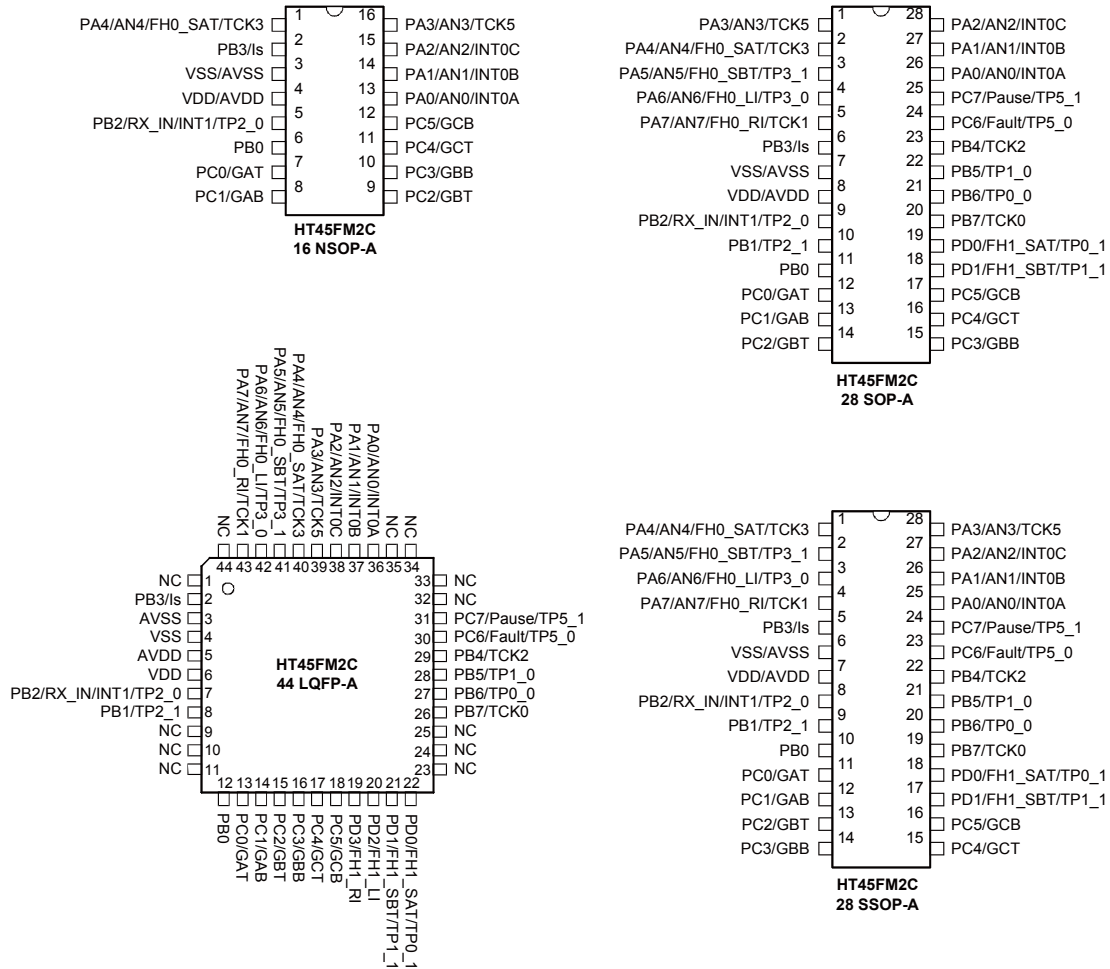 PA4/AN4/FH0_SAT/TCK3 1 16 PA3/AN3/TCK5
PB3/Is 2 15 PA2/AN2/INT0C
VSS/AVSS 3 14 PA1/AN1/INT0B
VDD/AVDD 4 13 PA0/AN0/INT0A
PB2/RX_IN/INT1/TP2_0 5 12 PC5/GCB
PB0 6 11 PC4/GCT
PC0/GAT 7 10 PC3/GBB
PC1/GAB 8 9 PC2/GBT
HT45FM2C
16 NSOP-A
PA3/AN3/TCK5 1 28 PA2/AN2/INT0C
PA4/AN4/FH0_SAT/TCK3 2 27 PA1/AN1/INT0B
PA5/AN5/FH0_SBT/TP3_1 3 26 PA0/AN0/INT0A
PA6/AN6/FH0_LI/TP3_0 4 25 PC7/Pause/TP5_1
PA7/AN7/FH0_RI/TCK1 5 24 PC6/Fault/TP5_0
PB3/Is 6 23 PB4/TCK2
VSS/AVSS 7 22 PB5/TP1_0
VDD/AVDD 8 21 PB6/TP0_0
PB2/RX_IN/INT1/TP2_0 9 20 PB7/TCK0
PB1/TP2_1 10 19 PD0/FH1_SAT/TP0_1
PB0 11 18 PD1/FH1_SBT/TP1_1
PC0/GAT 12 17 PC5/GCB
PC1/GAB 13 16 PC4/GCT
PC2/GBT 14 15 PC3/GBB
HT45FM2C
28 SOP-A
NC
PA7/AN7/FH0_RI/TCK1
PA6/AN6/FH0_LI/TP3_0
PA5/AN5/FH0_SBT/TP3_1
PA4/AN4/FH0_SAT/TCK3
PA3/AN3/TCK5
PA2/AN2/INT0C
PA1/AN1/INT0B
PA0/AN0/INT0A
NC
NC
44 43 42 41 40 39 38 37 36 35 34
NC 1 33 NC
PB3/Is 2 32 NC
AVSS 3 31 PC7/Pause/TP5_1
VSS 4 30 PC6/Fault/TP5_0
AVDD 5 29 PB4/TCK2
VDD 6 28 PB5/TP1_0
PB2/RX_IN/INT1/TP2_0 7 27 PB6/TP0_0
PB1/TP2_1 8 26 PB7/TCK0
NC 9 25 NC
NC 10 24 NC
NC 11 23 NC
HT45FM2C
44 LQFP-A
12 13 14 15 16 17 18 19 20 21 22
PB0
PC0/GAT
PC1/GAB
PC2/GBT
PC3/GBB
PC4/GCT
PC5/GCB
PD3/FH1_RI
PD2/FH1_LI
PD1/FH1_SBT/TP1_1
PD0/FH1_SAT/TP0_1
PA4/AN4/FH0_SAT/TCK3 1 28 PA3/AN3/TCK5
PA5/AN5/FH0_SBT/TP3_1 2 27 PA2/AN2/INT0C
PA6/AN6/FH0_LI/TP3_0 3 26 PA1/AN1/INT0B
PA7/AN7/FH0_RI/TCK1 4 25 PA0/AN0/INT0A
PB3/Is 5 24 PC7/Pause/TP5_1
VSS/AVSS 6 23 PC6/Fault/TP5_0
VDD/AVDD 7 22 PB4/TCK2
PB2/RX_IN/INT1/TP2_0 8 21 PB5/TP1_0
PB1/TP2_1 9 20 PB6/TP0_0
PB0 10 19 PB7/TCK0
PC0/GAT 11 18 PD0/FH1_SAT/TP0_1
PC1/GAB 12 17 PD1/FH1_SBT/TP1_1
PC2/GBT 13 16 PC5/GCB
PC3/GBB 14 15 PC4/GCT
HT45FM2C
28 SSOP-A